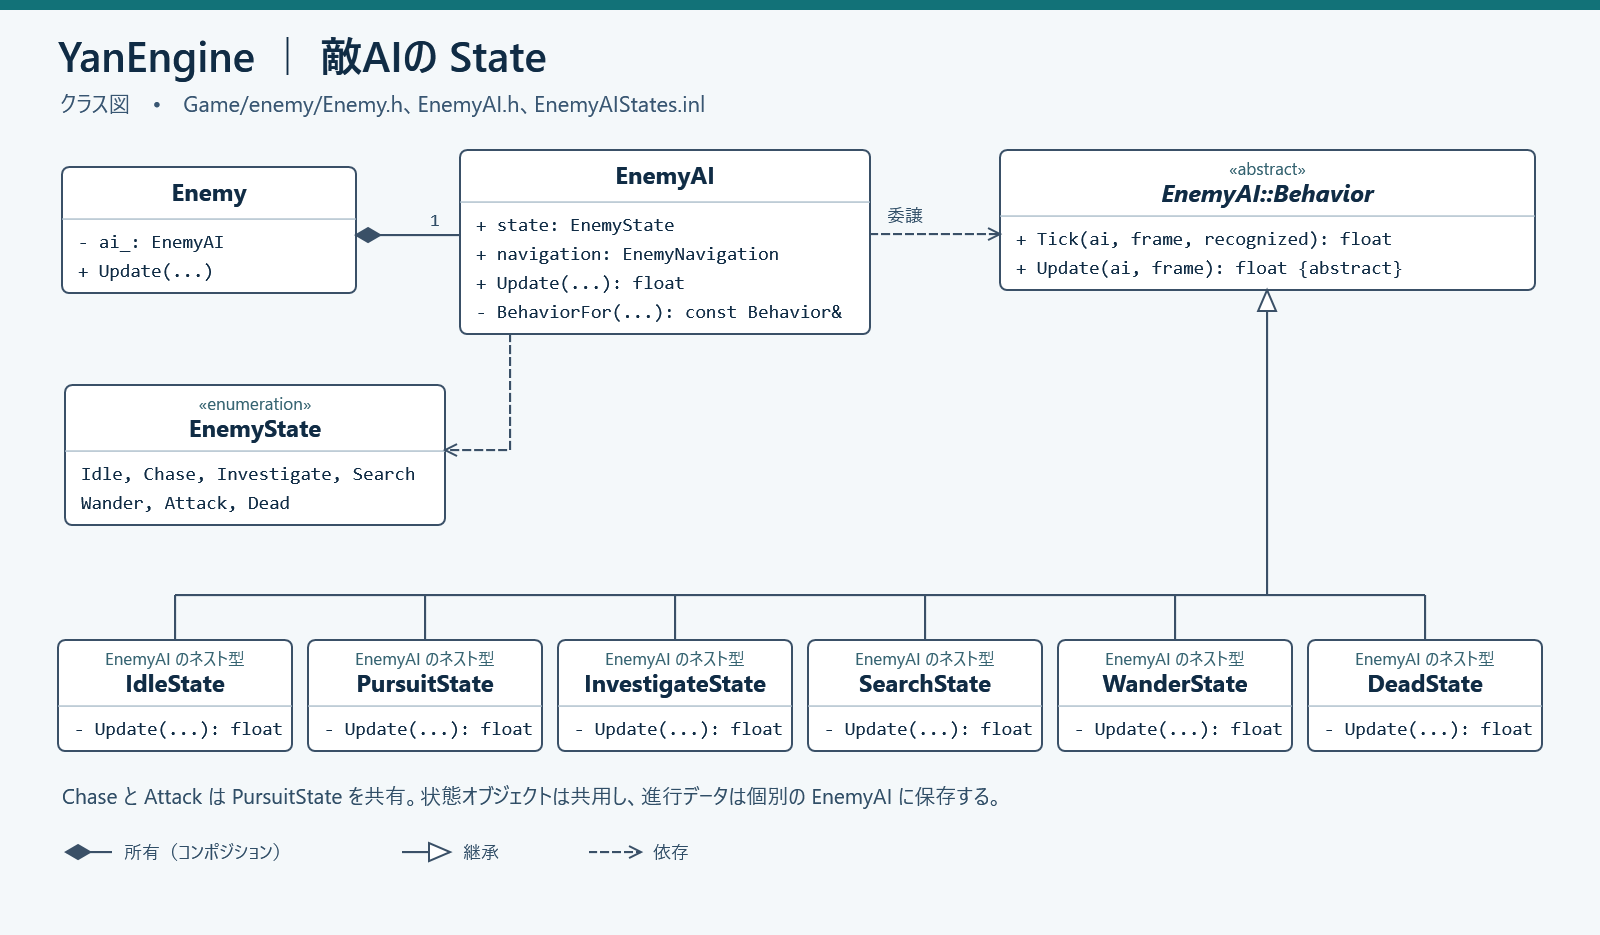 YanEngine ｜ 敵AIの State
クラス図 • Game/enemy/Enemy.h、EnemyAI.h、EnemyAIStates.inl
Enemy
- ai_: EnemyAI
+ Update(...)
1
EnemyAI
+ state: EnemyState
+ navigation: EnemyNavigation
+ Update(...): float
- BehaviorFor(...): const Behavior&
委譲
«abstract»
EnemyAI::Behavior
+ Tick(ai, frame, recognized): float
+ Update(ai, frame): float {abstract}
«enumeration»
EnemyState
Idle, Chase, Investigate, Search
Wander, Attack, Dead
EnemyAI のネスト型
IdleState
- Update(...): float
EnemyAI のネスト型
PursuitState
- Update(...): float
EnemyAI のネスト型
InvestigateState
- Update(...): float
EnemyAI のネスト型
SearchState
- Update(...): float
EnemyAI のネスト型
WanderState
- Update(...): float
EnemyAI のネスト型
DeadState
- Update(...): float
Chase と Attack は PursuitState を共有。状態オブジェクトは共用し、進行データは個別の EnemyAI に保存する。
所有（コンポジション）
継承
依存